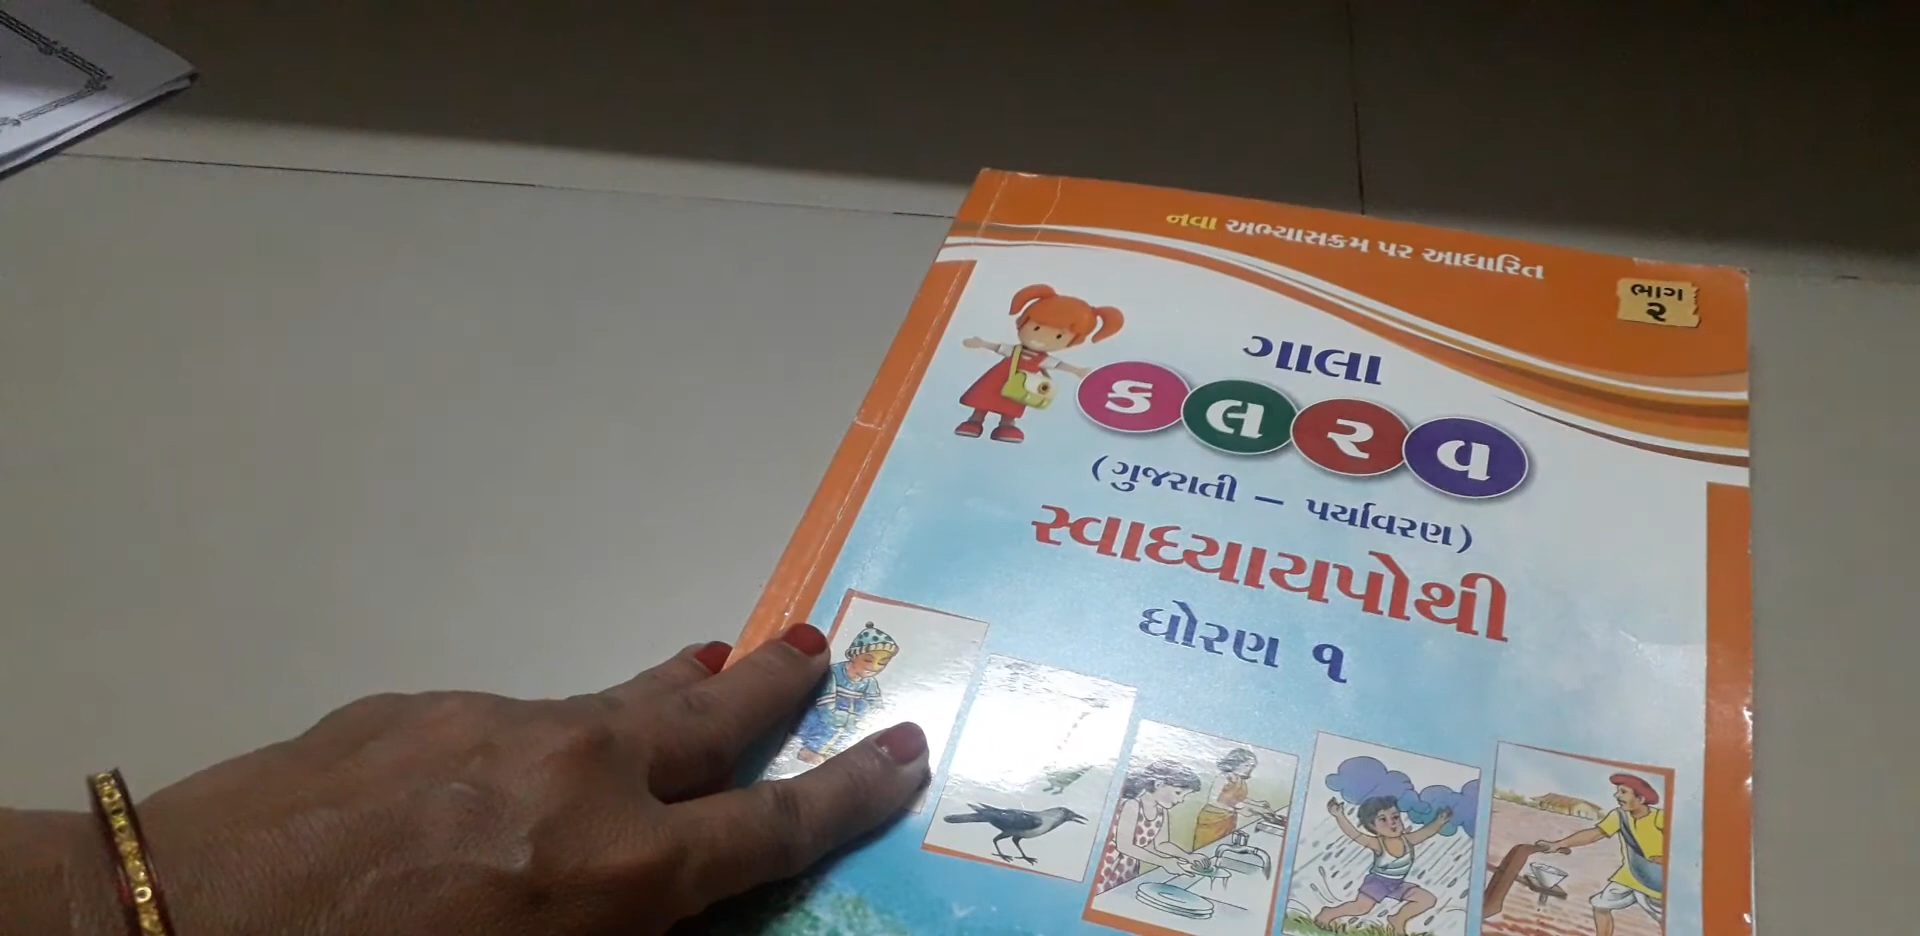 નવા અભ્યાસક્રમ પર આધારિત
ભાગ
૨
ગાલા
કલરવ
(ગુજરાતી – પર્યાવરણ)
સ્વાધ્યાયપોથી
ધોરણ ૧